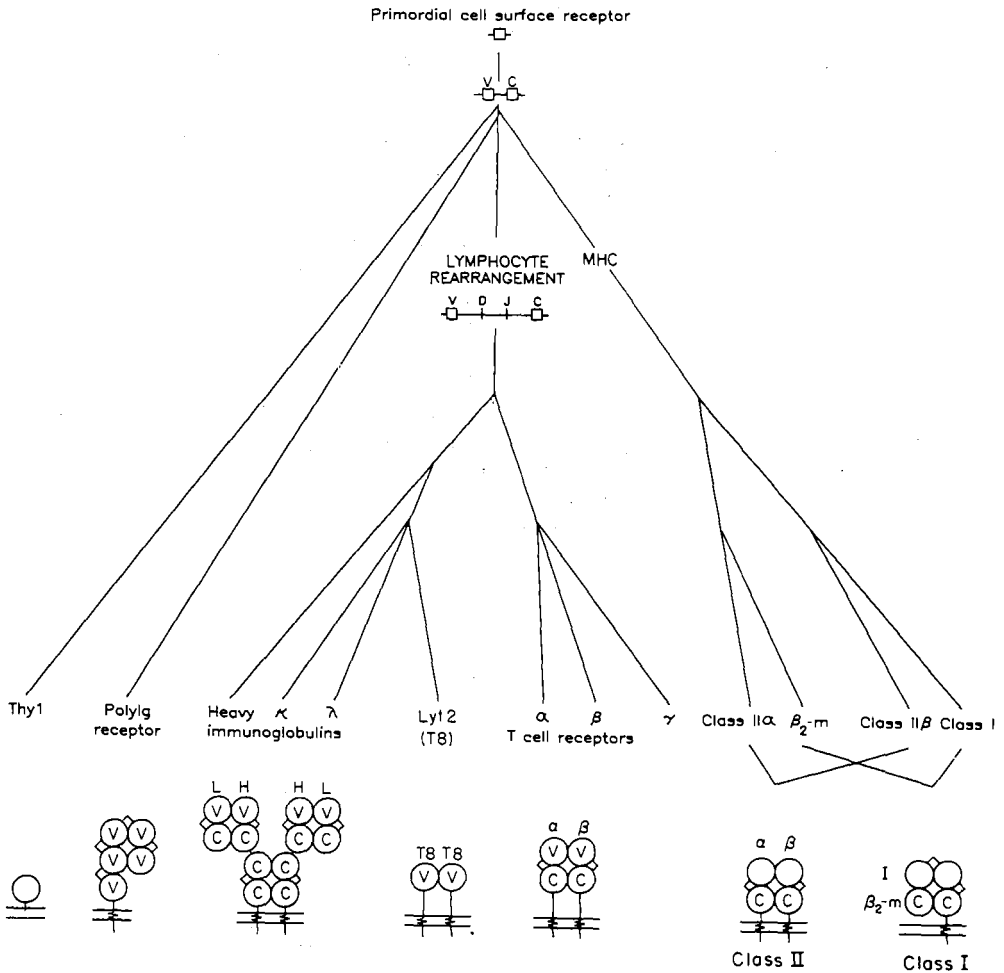 Primordial cell surface receptor
V C
LYMPHOCYTE
REARRANGEMENT
MHC
V D J C
Thy1
PolyIg
receptor
Heavy κ λ
immunoglobulins
Lyt2
(T8)
α β γ
T cell receptors
Class IIα β₂-m Class IIβ Class I
L H H L
V V V V
C C C C
C C
C C
V V
V V
V
T8 T8
V V
α β
V V
C C
α β
C C
Class II
I
β₂-m C C
Class I